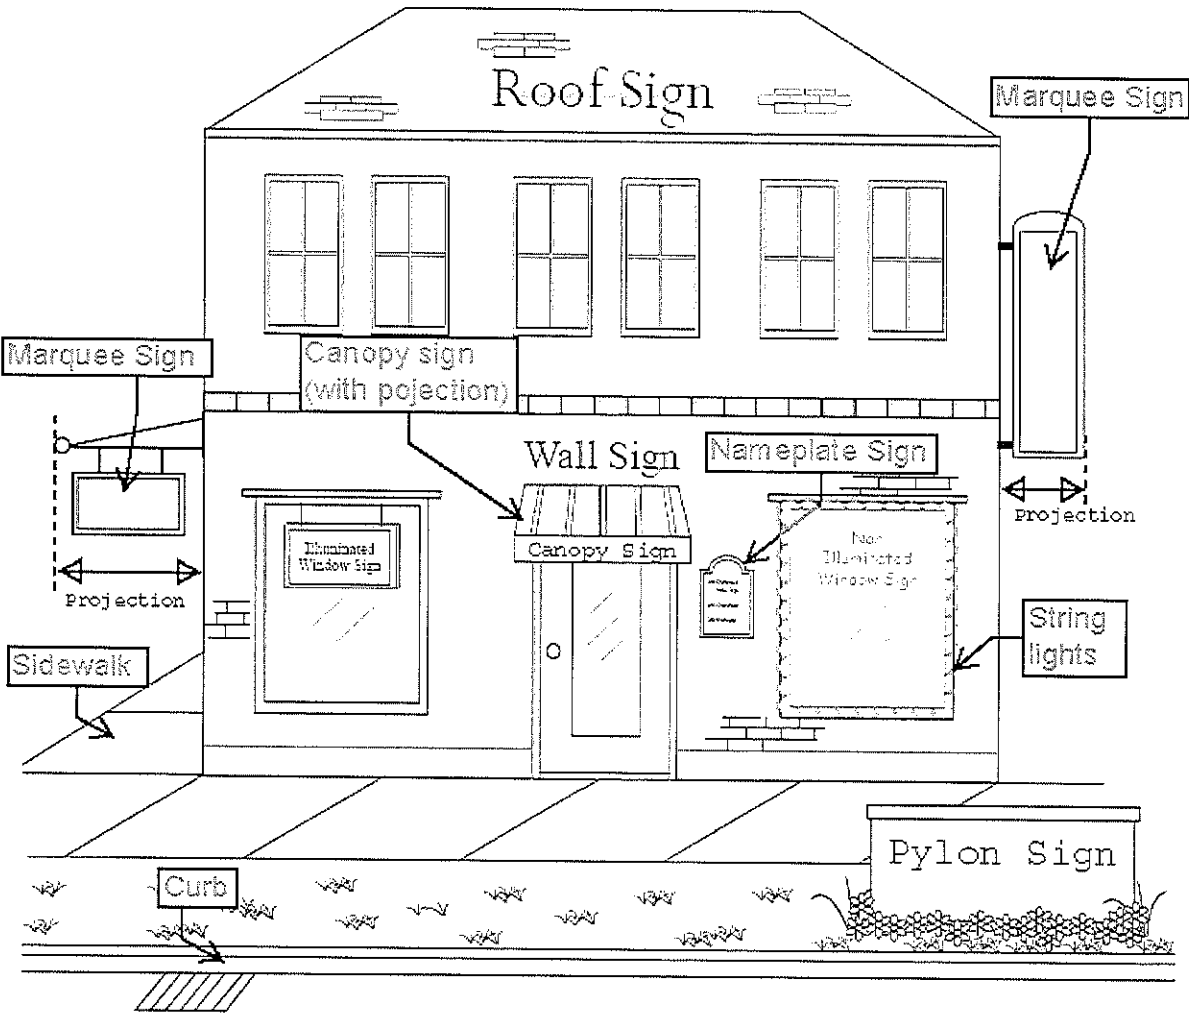 Roof Sign
Marquee Sign
Marquee Sign
Canopy sign
(with pojection)
Wall Sign
Nameplate Sign
Projection
Canopy Sign
Illuminated
Window Sign
Non
Illuminated
Window Sign
Projection
String
lights
Sidewalk
Pylon Sign
Curb